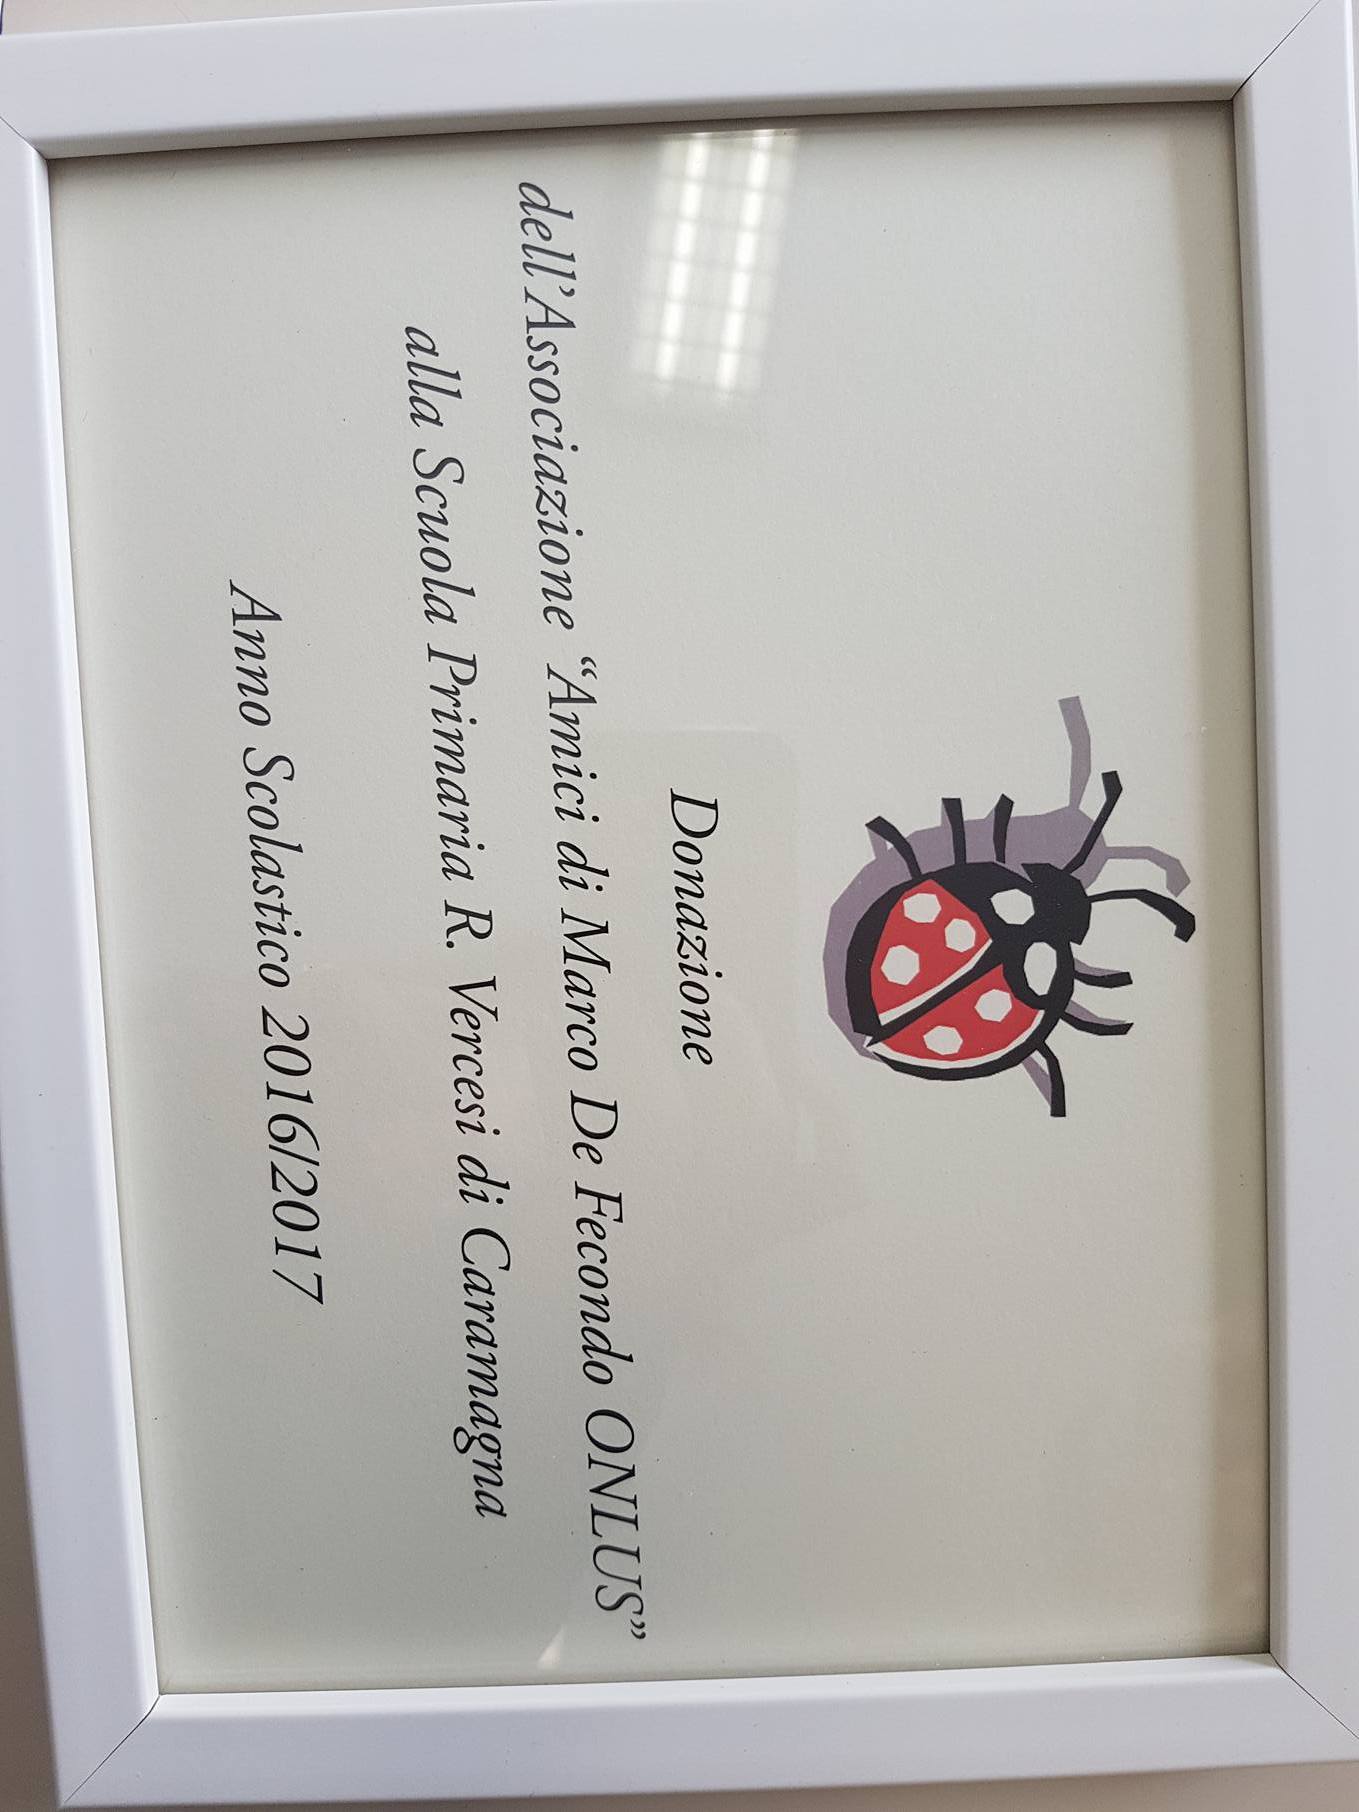 Donazione
dell'Associazione “Amici di Marco De Fecondo ONLUS”
alla Scuola Primaria R. Vercesi di Caramagna
Anno Scolastico 2016/2017